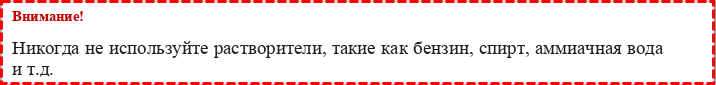 Внимание!
Никогда не используйте растворители, такие как бензин, спирт, аммиачная вода
и т.д.